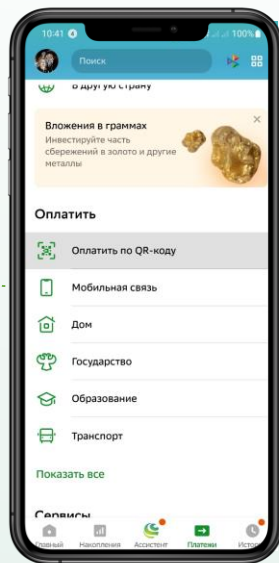 10:41
100%
Поиск
В другую страну
Вложения в граммах
Инвестируйте часть
сбережений в золото и другие
металлы
Оплатить
Оплатить по QR-коду
Мобильная связь
Дом
Государство
Образование
Транспорт
Показать все
Сервисы
Главный
Накопления
Ассистент
Платежи
Истор